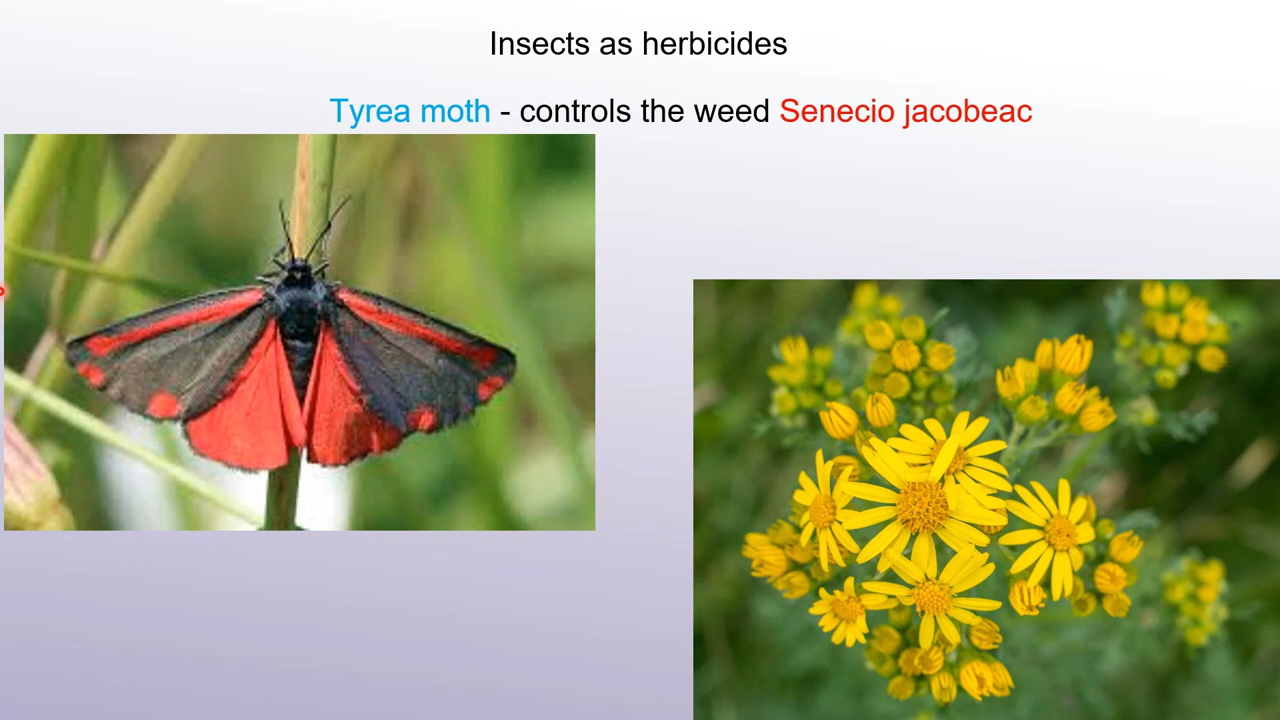 Insects as herbicides
Tyrea moth - controls the weed Senecio jacobeac